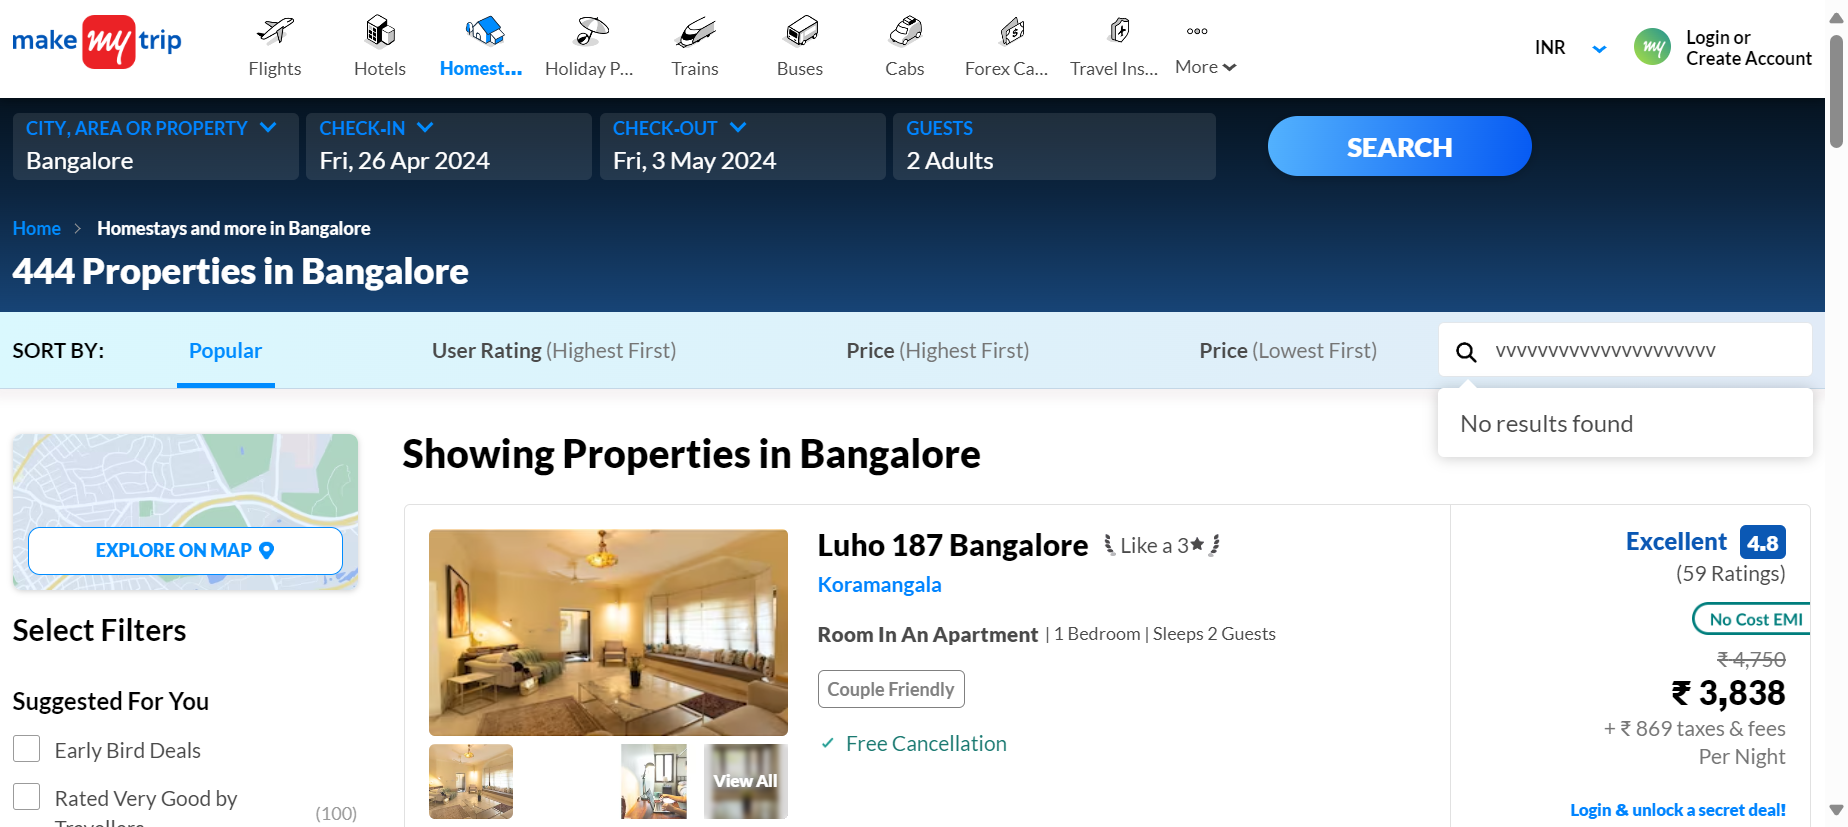 make my trip
Flights
Hotels
Homest...
Holiday P...
Trains
Buses
Cabs
Forex Ca...
Travel Ins...
More
INR
my
Login or
Create Account
CITY, AREA OR PROPERTY
Bangalore
CHECK-IN
Fri, 26 Apr 2024
CHECK-OUT
Fri, 3 May 2024
GUESTS
2 Adults
SEARCH
Home > Homestays and more in Bangalore
444 Properties in Bangalore
SORT BY:
Popular
User Rating (Highest First)
Price (Highest First)
Price (Lowest First)
vvvvvvvvvvvvvvvvvvvvv
No results found
EXPLORE ON MAP
Select Filters
Suggested For You
Early Bird Deals
Rated Very Good by
Travellers
(100)
Showing Properties in Bangalore
View All
Luho 187 Bangalore
Like a 3★
Koramangala
Room In An Apartment | 1 Bedroom | Sleeps 2 Guests
Couple Friendly
✓ Free Cancellation
Excellent 4.8
(59 Ratings)
No Cost EMI
₹ 4,750
₹ 3,838
+ ₹ 869 taxes & fees
Per Night
Login & unlock a secret deal!